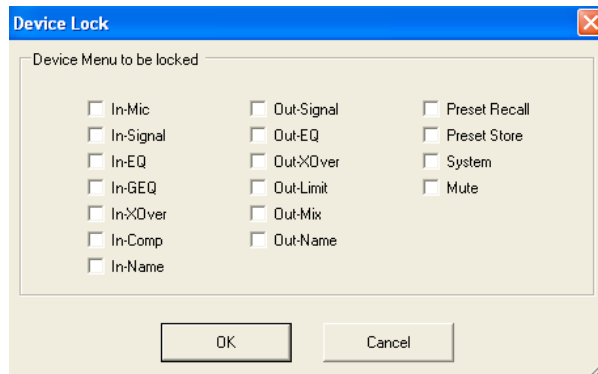 Device Lock
Device Menu to be locked
In-Mic
In-Signal
In-EQ
In-GEQ
In-XOver
In-Comp
In-Name
Out-Signal
Out-EQ
Out-XOver
Out-Limit
Out-Mix
Out-Name
Preset Recall
Preset Store
System
Mute
OK
Cancel